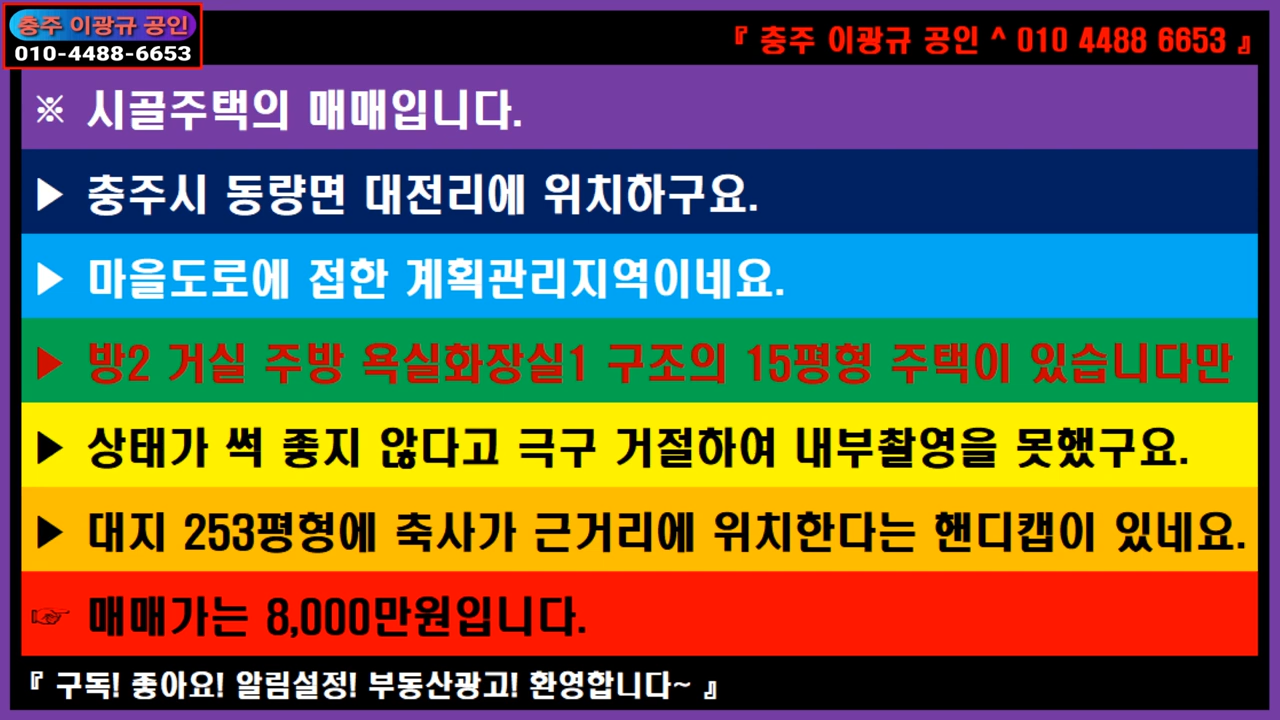 충주 이광규 공인
010-4488-6653
『 충주 이광규 공인 ^ 010 4488 6653 』
※ 시골주택의 매매입니다.
▶ 충주시 동량면 대전리에 위치하구요.
▶ 마을도로에 접한 계획관리지역이네요.
▶ 방2 거실 주방 욕실화장실1 구조의 15평형 주택이 있습니다만
▶ 상태가 썩 좋지 않다고 극구 거절하여 내부촬영을 못했구요.
▶ 대지 253평형에 축사가 근거리에 위치한다는 핸디캡이 있네요.
☞ 매매가는 8,000만원입니다.
『 구독! 좋아요! 알림설정! 부동산광고! 환영합니다~ 』